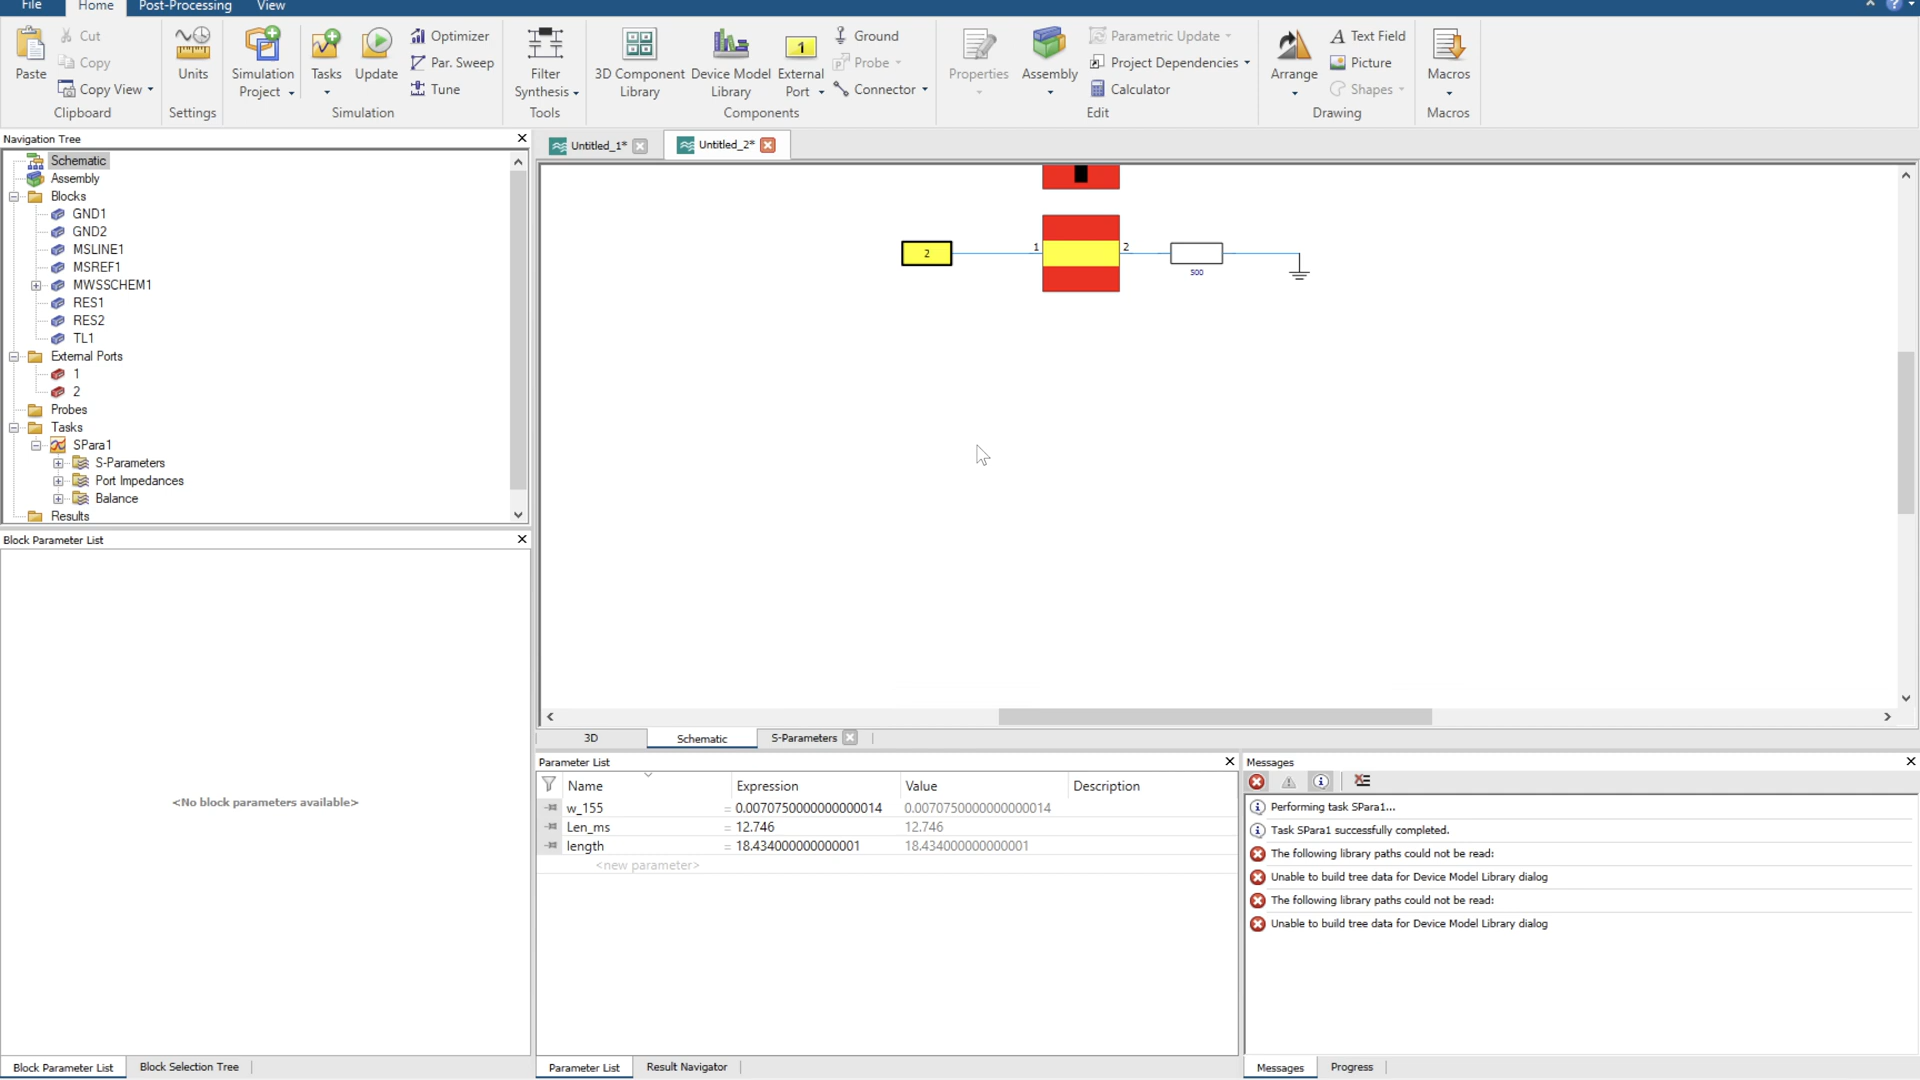 File Home Post-Processing View
Paste Cut Copy Copy View Clipboard
Units Settings
Simulation Project Tasks Update Optimizer Par. Sweep Tune Simulation
Filter Synthesis Tools
3D Component Library Device Model Library 1 External Port Ground Probe Connector Components
Properties Assembly Parametric Update Project Dependencies Calculator Edit
Arrange A Text Field Picture Shapes Drawing
Macros Macros
Navigation Tree
Schematic
Assembly
Blocks
GND1
GND2
MSLINE1
MSREF1
MWSSCHEM1
RES1
RES2
TL1
External Ports
1
2
Probes
Tasks
SPara1
S-Parameters
Port Impedances
Balance
Results
Block Parameter List
<No block parameters available>
Block Parameter List Block Selection Tree
Untitled_1* Untitled_2*
2 1 2
500
3D Schematic S-Parameters
Parameter List
Name Expression Value Description
w_155 = 0.0070750000000000014 0.0070750000000000014
Len_ms = 12.746 12.746
length = 18.434000000000001 18.434000000000001
<new parameter>
Parameter List Result Navigator
Messages
Performing task SPara1...
Task SPara1 successfully completed.
The following library paths could not be read:
Unable to build tree data for Device Model Library dialog
The following library paths could not be read:
Unable to build tree data for Device Model Library dialog
Messages Progress